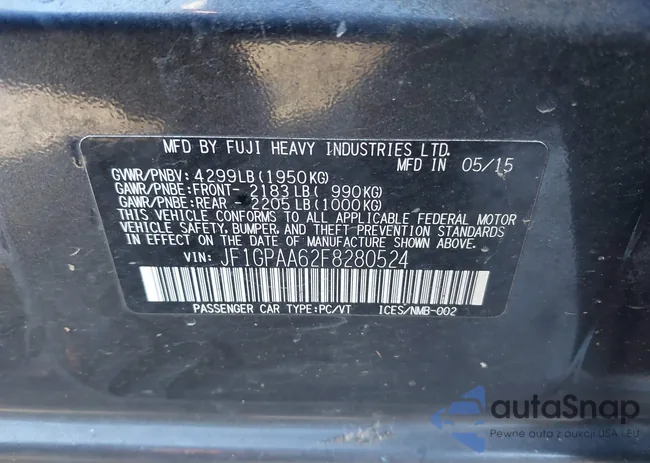 MFD BY FUJI HEAVY INDUSTRIES LTD.
MFD IN 05/15
GVWR/PNBV: 4299LB(1950KG)
GAWR/PNBE:FRONT- 2183LB( 990KG)
GAWR/PNBE:REAR - 2205LB(1000KG)
THIS VEHICLE CONFORMS TO ALL APPLICABLE FEDERAL MOTOR
VEHICLE SAFETY, BUMPER, AND THEFT PREVENTION STANDARDS
IN EFFECT ON THE DATE OF MANUFACTURE SHOWN ABOVE.
VIN: JF1GPAA62F8280524
PASSENGER CAR TYPE:PC/VT ICES/NMB-002
autaSnap
Pewne auta z aukcji USA - EU